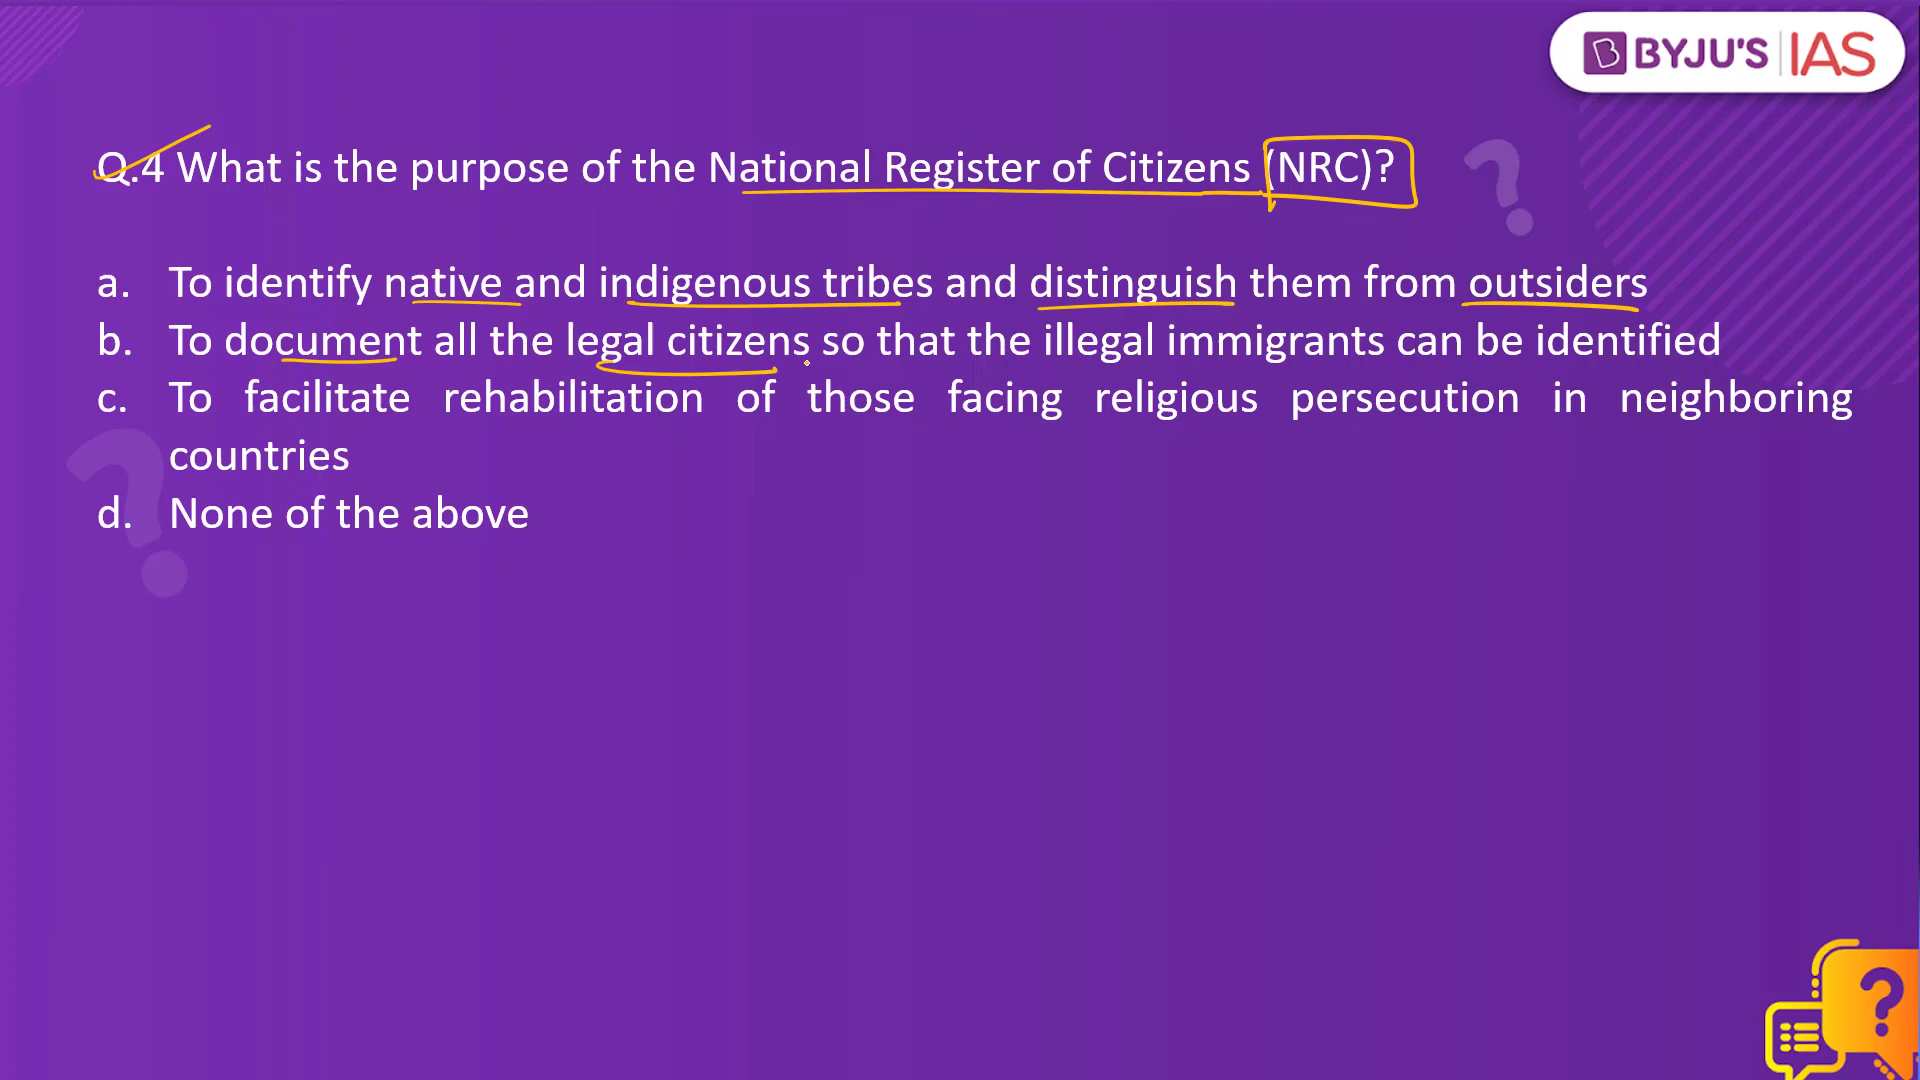 BYJU'S IAS
Q.4 What is the purpose of the National Register of Citizens (NRC)?
a. To identify native and indigenous tribes and distinguish them from outsiders
b. To document all the legal citizens so that the illegal immigrants can be identified
c. To facilitate rehabilitation of those facing religious persecution in neighboring
countries
d. None of the above